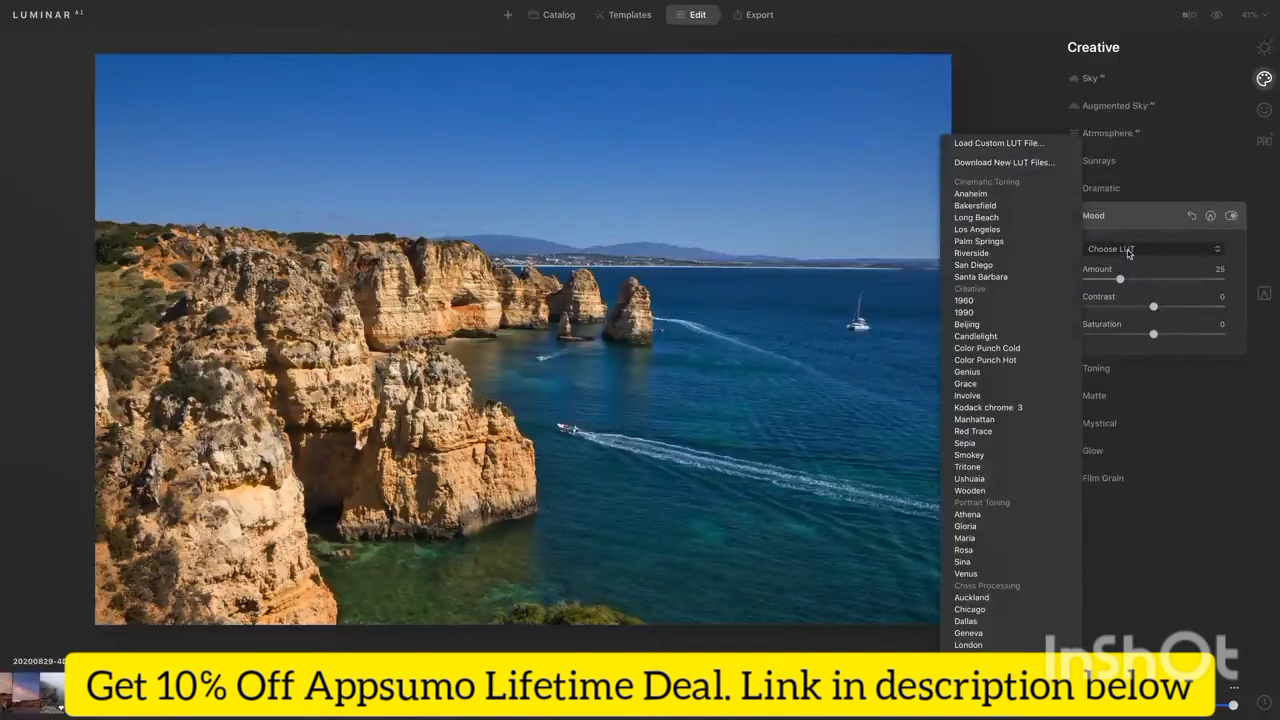 LUMINAR AI
Catalog
Templates
Edit
Export
41%
Creative
Sky AI
Augmented Sky AI
Atmosphere AI
Sunrays
Dramatic
Mood
Choose LUT
Amount 25
Contrast 0
Saturation 0
Toning
Matte
Mystical
Glow
Film Grain
PRO
Load Custom LUT File...
Download New LUT Files...
Cinematic Toning
Anaheim
Bakersfield
Long Beach
Los Angeles
Palm Springs
Riverside
San Diego
Santa Barbara
Creative
1960
1990
Beijing
Candlelight
Color Punch Cold
Color Punch Hot
Genius
Grace
Involve
Kodack chrome 3
Manhattan
Red Trace
Sepia
Smokey
Tritone
Ushuaia
Wooden
Portrait Toning
Athena
Gloria
Maria
Rosa
Sina
Venus
Cross Processing
Auckland
Chicago
Dallas
Geneva
London
InShOt
Get 10% Off Appsumo Lifetime Deal. Link in description below